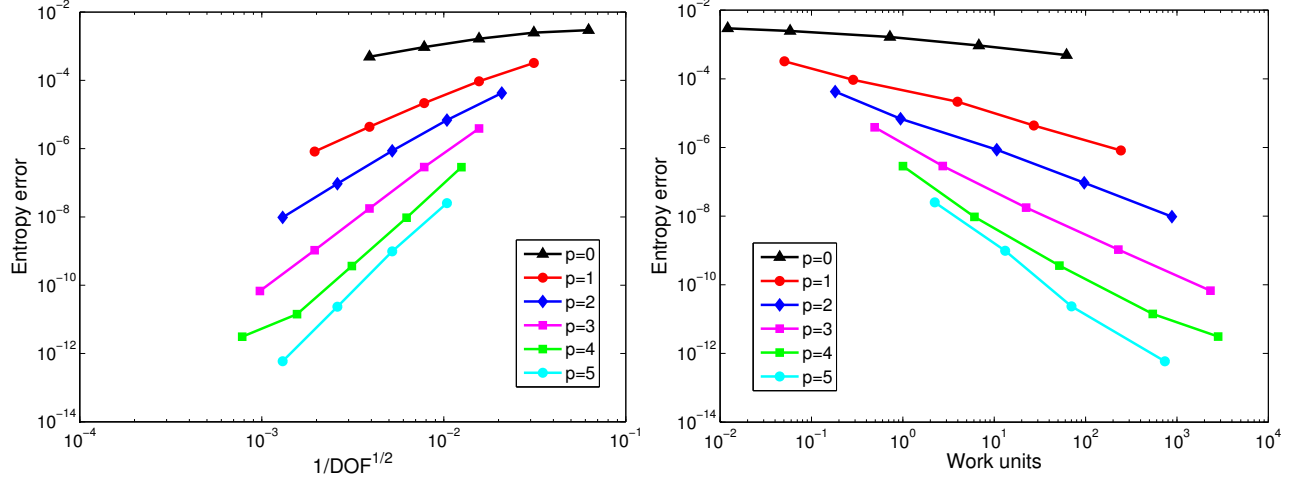 Entropy error
10^−2
10^−4
10^−6
10^−8
10^−10
10^−12
10^−14
10^−4
10^−3
10^−2
10^−1
1/DOF^1/2
p=0
p=1
p=2
p=3
p=4
p=5
Entropy error
10^−2
10^−4
10^−6
10^−8
10^−10
10^−12
10^−14
10^−2
10^−1
10^0
10^1
10^2
10^3
10^4
Work units
p=0
p=1
p=2
p=3
p=4
p=5